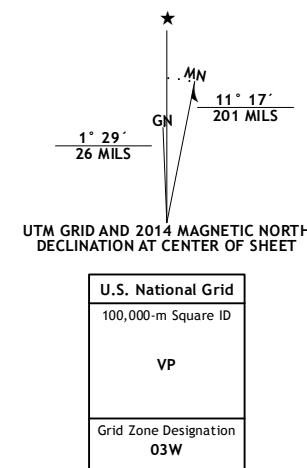 MN
11° 17´
201 MILS
GN
1° 29´
26 MILS
UTM GRID AND 2014 MAGNETIC NORTH
DECLINATION AT CENTER OF SHEET
U.S. National Grid
100,000-m Square ID
VP
Grid Zone Designation
03W